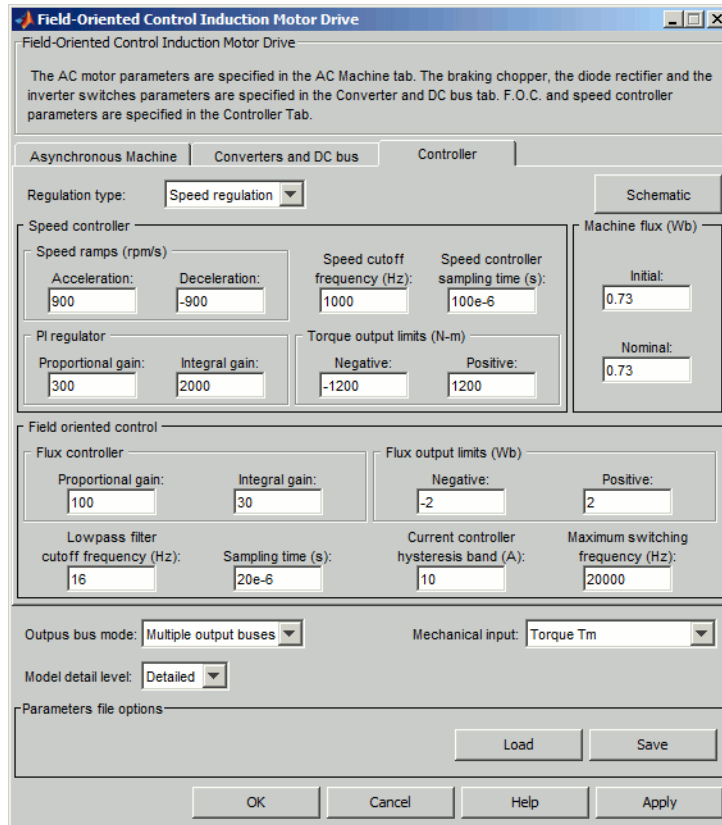 Field-Oriented Control Induction Motor Drive
Field-Oriented Control Induction Motor Drive
The AC motor parameters are specified in the AC Machine tab. The braking chopper, the diode rectifier and the
inverter switches parameters are specified in the Converter and DC bus tab. F.O.C. and speed controller
parameters are specified in the Controller Tab.
Asynchronous Machine Converters and DC bus Controller
Regulation type: Speed regulation Schematic
Speed controller Machine flux (Wb)
Speed ramps (rpm/s)
Acceleration: Deceleration:
900 -900
Speed cutoff
frequency (Hz):
1000
Speed controller
sampling time (s):
100e-6
Initial:
0.73
PI regulator
Proportional gain: Integral gain:
300 2000
Torque output limits (N-m)
Negative: Positive:
-1200 1200
Nominal:
0.73
Field oriented control
Flux controller
Proportional gain: Integral gain:
100 30
Flux output limits (Wb)
Negative: Positive:
-2 2
Lowpass filter
cutoff frequency (Hz):
16
Sampling time (s):
20e-6
Current controller
hysteresis band (A):
10
Maximum switching
frequency (Hz):
20000
Outpus bus mode: Multiple output buses Mechanical input: Torque Tm
Model detail level: Detailed
Parameters file options
Load Save
OK Cancel Help Apply